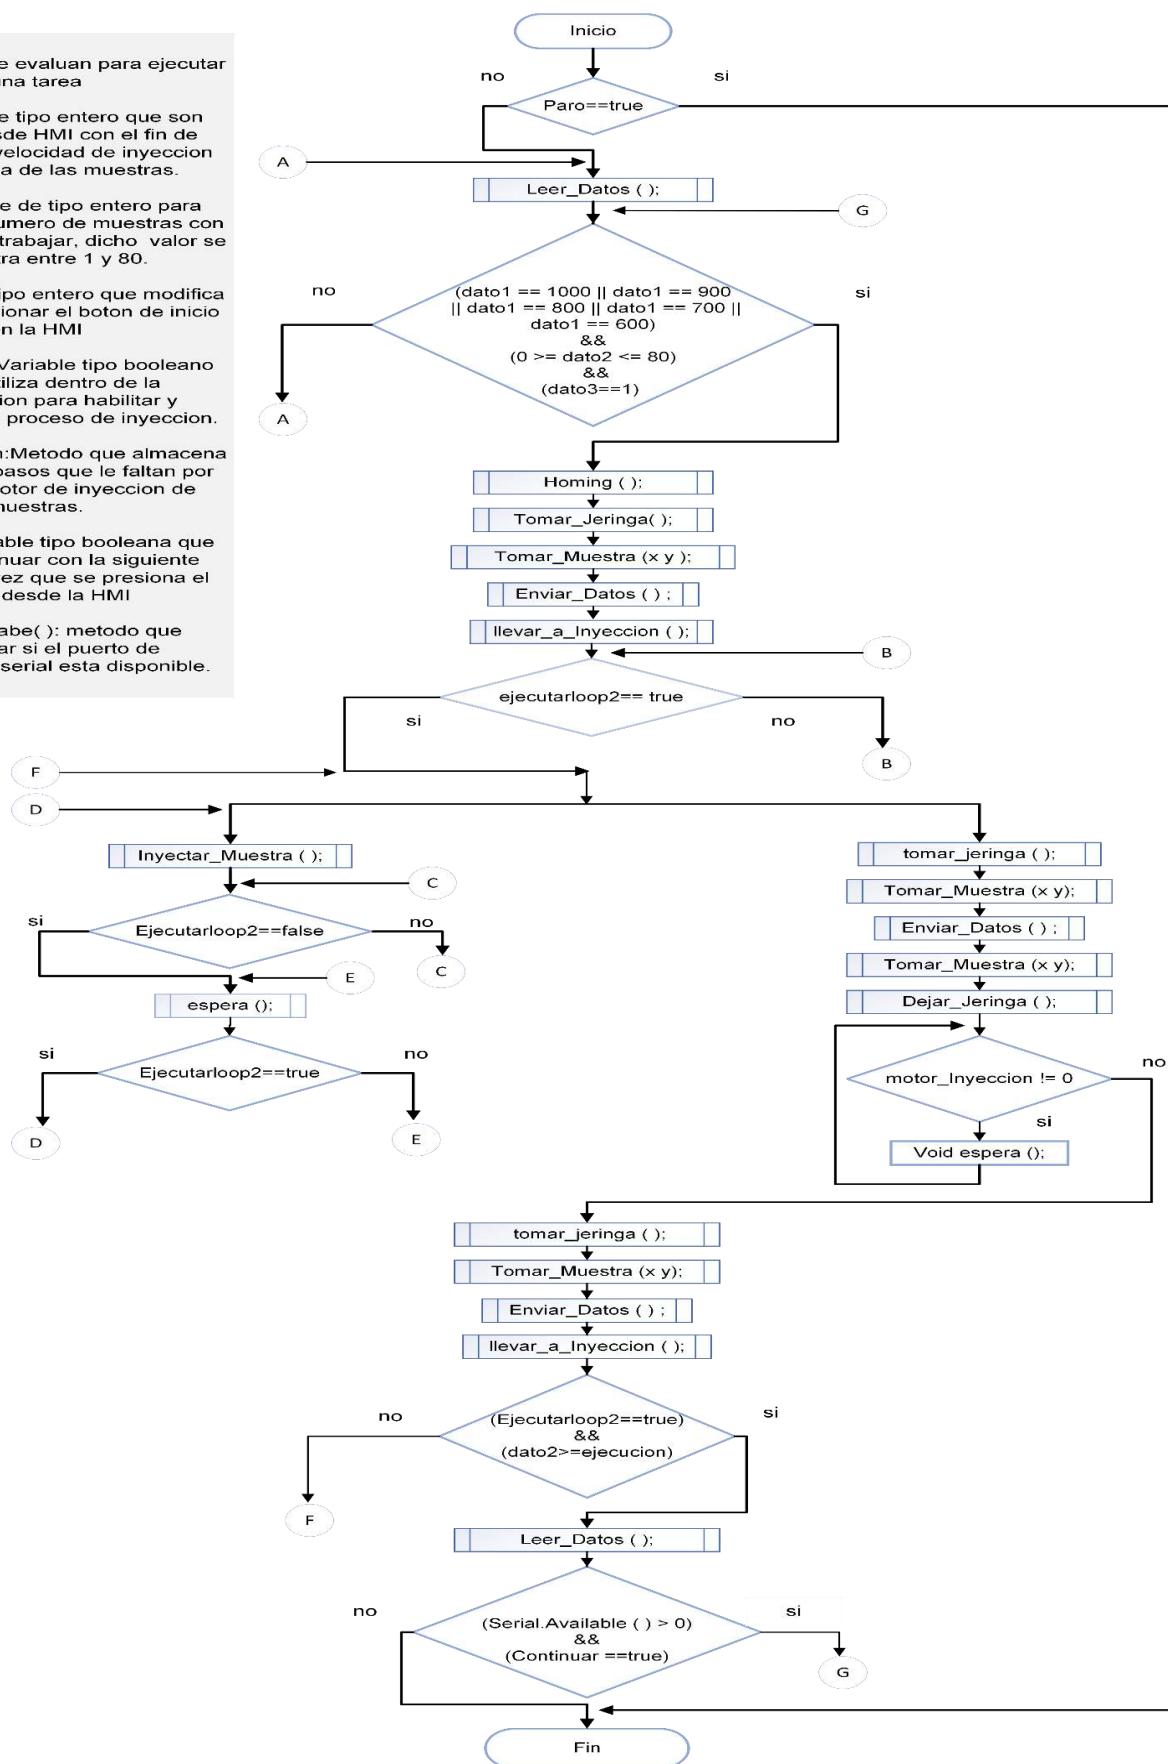 e evaluan para ejecutar
na tarea
e tipo entero que son
sde HMI con el fin de
velocidad de inyeccion
a de las muestras.
e de tipo entero para
umero de muestras con
trabajar, dicho valor se
tra entre 1 y 80.
ipo entero que modifica
ionar el boton de inicio
n la HMI
Variable tipo booleano
tiliza dentro de la
ion para habilitar y
proceso de inyeccion.
n:Metodo que almacena
pasos que le faltan por
otor de inyeccion de
nuestras.
able tipo booleana que
nuar con la siguiente
vez que se presiona el
desde la HMI
abe( ): metodo que
ar si el puerto de
serial esta disponible.
Inicio
no
si
Paro==true
A
Leer_Datos ( );
G
no
si
(dato1 == 1000 || dato1 == 900
|| dato1 == 800 || dato1 == 700 ||
dato1 == 600)
&&
(0 >= dato2 <= 80)
&&
(dato3==1)
A
Homing ( );
Tomar_Jeringa( );
Tomar_Muestra (x y );
Enviar_Datos ( ) ;
llevar_a_Inyeccion ( );
B
ejecutarloop2== true
si
no
B
F
D
Inyectar_Muestra ( );
C
si
Ejecutarloop2==false
no
C
E
espera ();
si
Ejecutarloop2==true
no
D
E
tomar_jeringa ( );
Tomar_Muestra (x y);
Enviar_Datos ( ) ;
Tomar_Muestra (x y);
Dejar_Jeringa ( );
motor_Inyeccion != 0
no
si
Void espera ();
tomar_jeringa ( );
Tomar_Muestra (x y);
Enviar_Datos ( ) ;
llevar_a_Inyeccion ( );
no
si
(Ejecutarloop2==true)
&&
(dato2>=ejecucion)
F
Leer_Datos ( );
no
si
(Serial.Available ( ) > 0)
&&
(Continuar ==true)
G
Fin